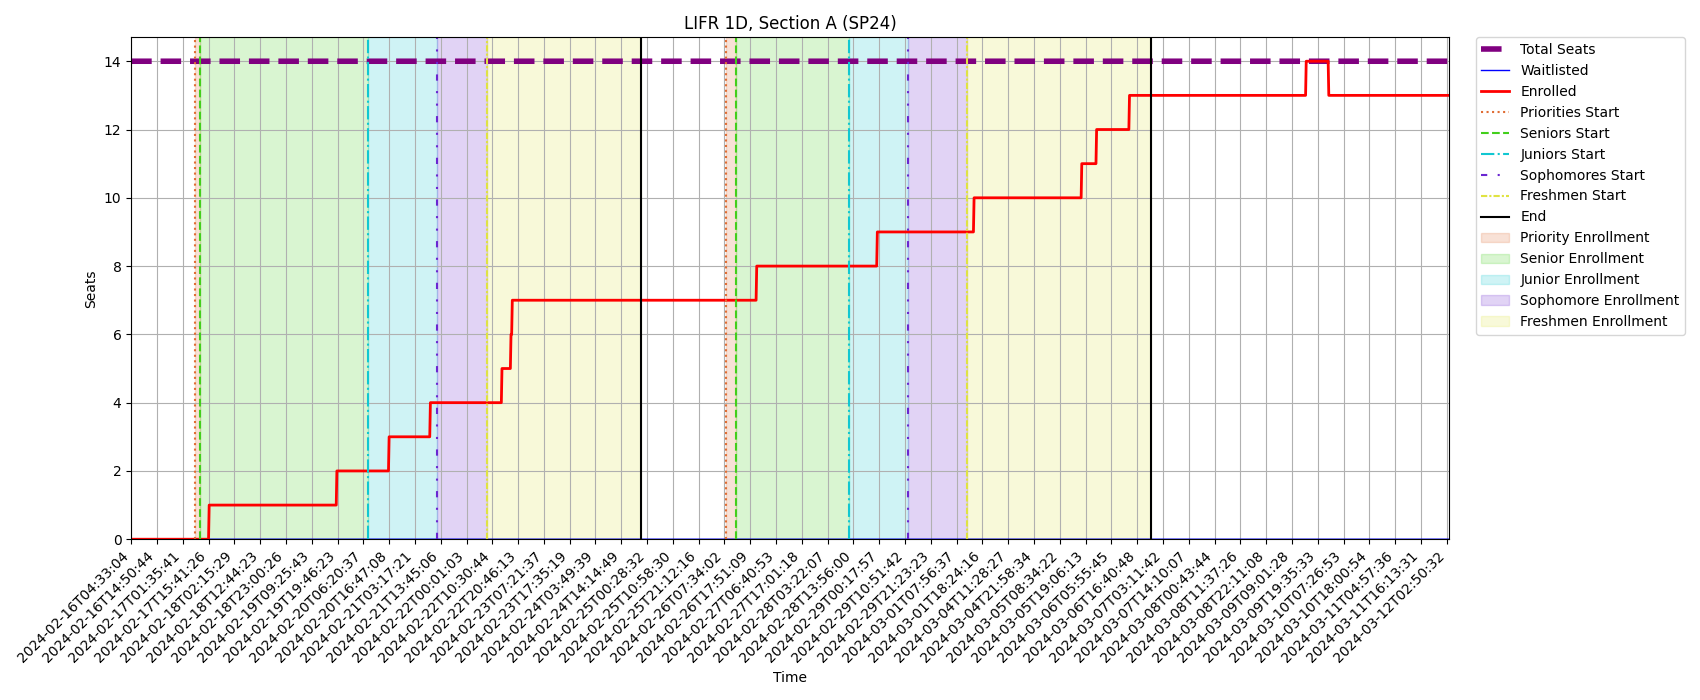 LIFR 1D, Section A (SP24)
Seats
14
12
10
8
6
4
2
0
2024-02-16T04:33:04
2024-02-16T14:50:44
2024-02-17T01:35:41
2024-02-17T15:41:26
2024-02-18T02:15:29
2024-02-18T12:44:23
2024-02-18T23:00:26
2024-02-19T09:25:43
2024-02-19T19:46:23
2024-02-20T06:20:37
2024-02-20T16:47:08
2024-02-21T03:17:21
2024-02-21T13:45:06
2024-02-22T00:01:03
2024-02-22T10:30:44
2024-02-22T20:46:13
2024-02-23T07:21:37
2024-02-23T17:35:19
2024-02-24T03:49:39
2024-02-24T14:14:49
2024-02-25T00:28:32
2024-02-25T10:58:30
2024-02-25T21:12:16
2024-02-26T07:34:02
2024-02-26T17:51:09
2024-02-27T06:40:53
2024-02-27T17:01:18
2024-02-28T03:22:07
2024-02-28T13:56:00
2024-02-29T00:17:57
2024-02-29T10:51:42
2024-02-29T21:23:23
2024-03-01T07:56:37
2024-03-01T18:24:16
2024-03-04T11:28:27
2024-03-04T21:58:34
2024-03-05T08:34:22
2024-03-05T19:06:13
2024-03-06T05:55:45
2024-03-06T16:40:48
2024-03-07T03:11:42
2024-03-07T14:10:07
2024-03-08T00:43:44
2024-03-08T11:37:26
2024-03-08T22:11:08
2024-03-09T09:01:28
2024-03-09T19:35:33
2024-03-10T07:26:53
2024-03-10T18:00:54
2024-03-11T04:57:36
2024-03-11T16:13:31
2024-03-12T02:50:32
Time
Total Seats
Waitlisted
Enrolled
Priorities Start
Seniors Start
Juniors Start
Sophomores Start
Freshmen Start
End
Priority Enrollment
Senior Enrollment
Junior Enrollment
Sophomore Enrollment
Freshmen Enrollment